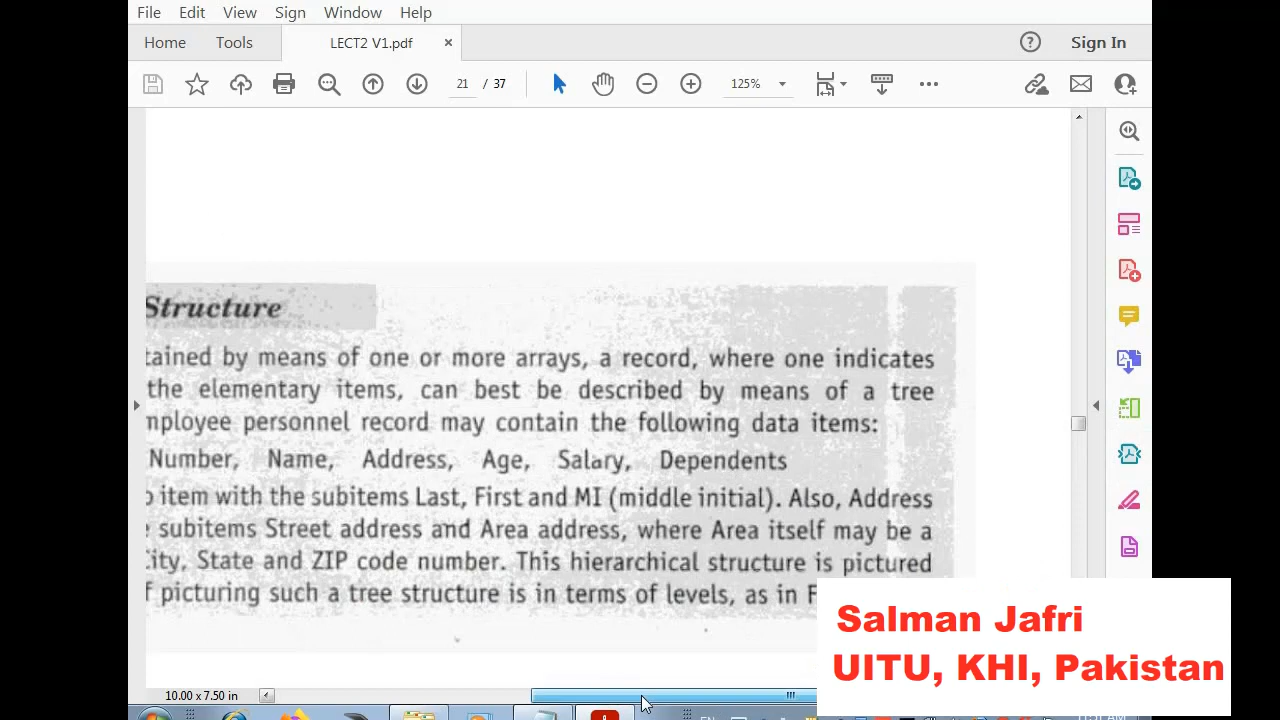 File Edit View Sign Window Help
Home Tools LECT2 V1.pdf × Sign In
21 / 37 125%
Structure
tained by means of one or more arrays, a record, where one indicates
the elementary items, can best be described by means of a tree
mployee personnel record may contain the following data items:
Number, Name, Address, Age, Salary, Dependents
item with the subitems Last, First and MI (middle initial). Also, Address
subitems Street address and Area address, where Area itself may be a
City, State and ZIP code number. This hierarchical structure is pictured
f picturing such a tree structure is in terms of levels, as in F
Salman Jafri
UITU, KHI, Pakistan
10.00 x 7.50 in
EN